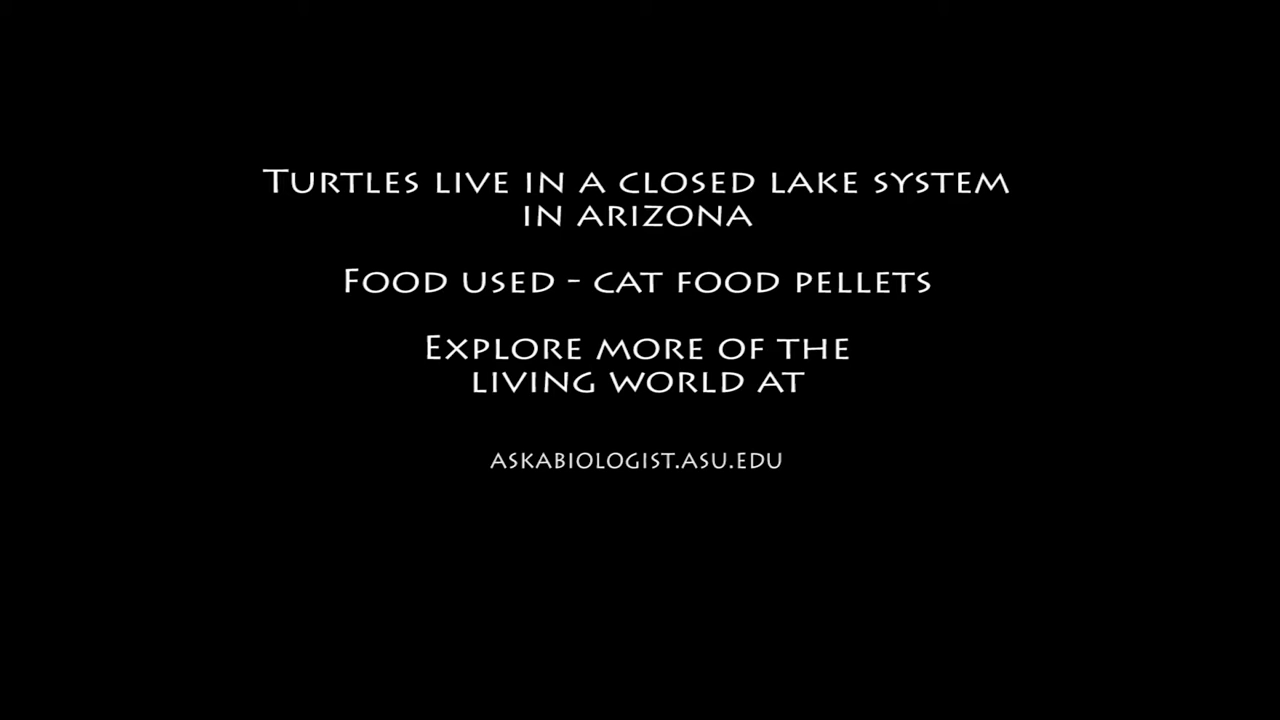 Turtles live in a closed lake system
in Arizona
Food used - cat food pellets
Explore more of the
living world at
askabiologist.asu.edu